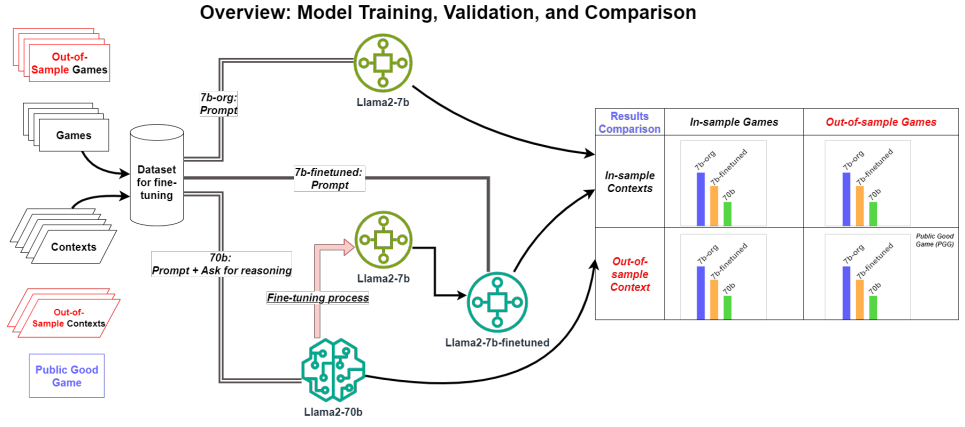 Overview: Model Training, Validation, and Comparison
Out-of-
Sample Games
Games
Contexts
Out-of-
Sample Contexts
Public Good
Game
Dataset
for fine-
tuning
7b-org:
Prompt
7b-finetuned:
Prompt
70b:
Prompt + Ask for reasoning
Fine-tuning process
Llama2-7b
Llama2-7b
Llama2-7b-finetuned
Llama2-70b
Results
Comparison
In-sample Games
Out-of-sample Games
In-sample
Contexts
7b-org
7b-finetuned
70b
7b-org
7b-finetuned
70b
Out-of-
sample
Context
7b-org
7b-finetuned
70b
7b-org
7b-finetuned
70b
Public Good
Game (PGG)